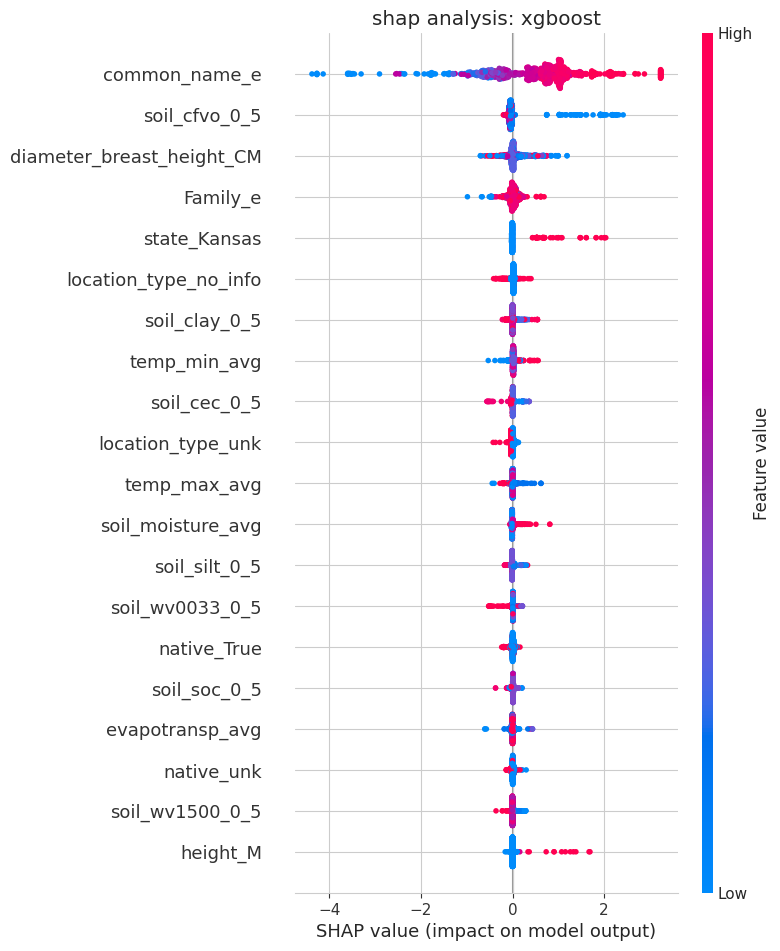 shap analysis: xgboost
High
common_name_e
soil_cfvo_0_5
diameter_breast_height_CM
Family_e
state_Kansas
location_type_no_info
soil_clay_0_5
temp_min_avg
soil_cec_0_5
location_type_unk
temp_max_avg
soil_moisture_avg
soil_silt_0_5
soil_wv0033_0_5
native_True
soil_soc_0_5
evapotransp_avg
native_unk
soil_wv1500_0_5
height_M
Feature value
Low
−4 −2 0 2
SHAP value (impact on model output)